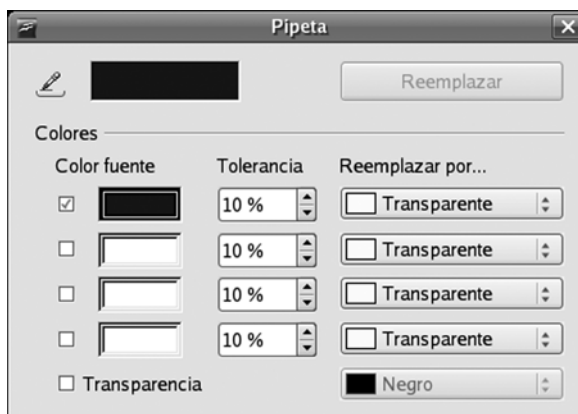 Pipeta
Reemplazar
Colores
Color fuente Tolerancia Reemplazar por...
10 % Transparente
10 % Transparente
10 % Transparente
10 % Transparente
Transparencia Negro